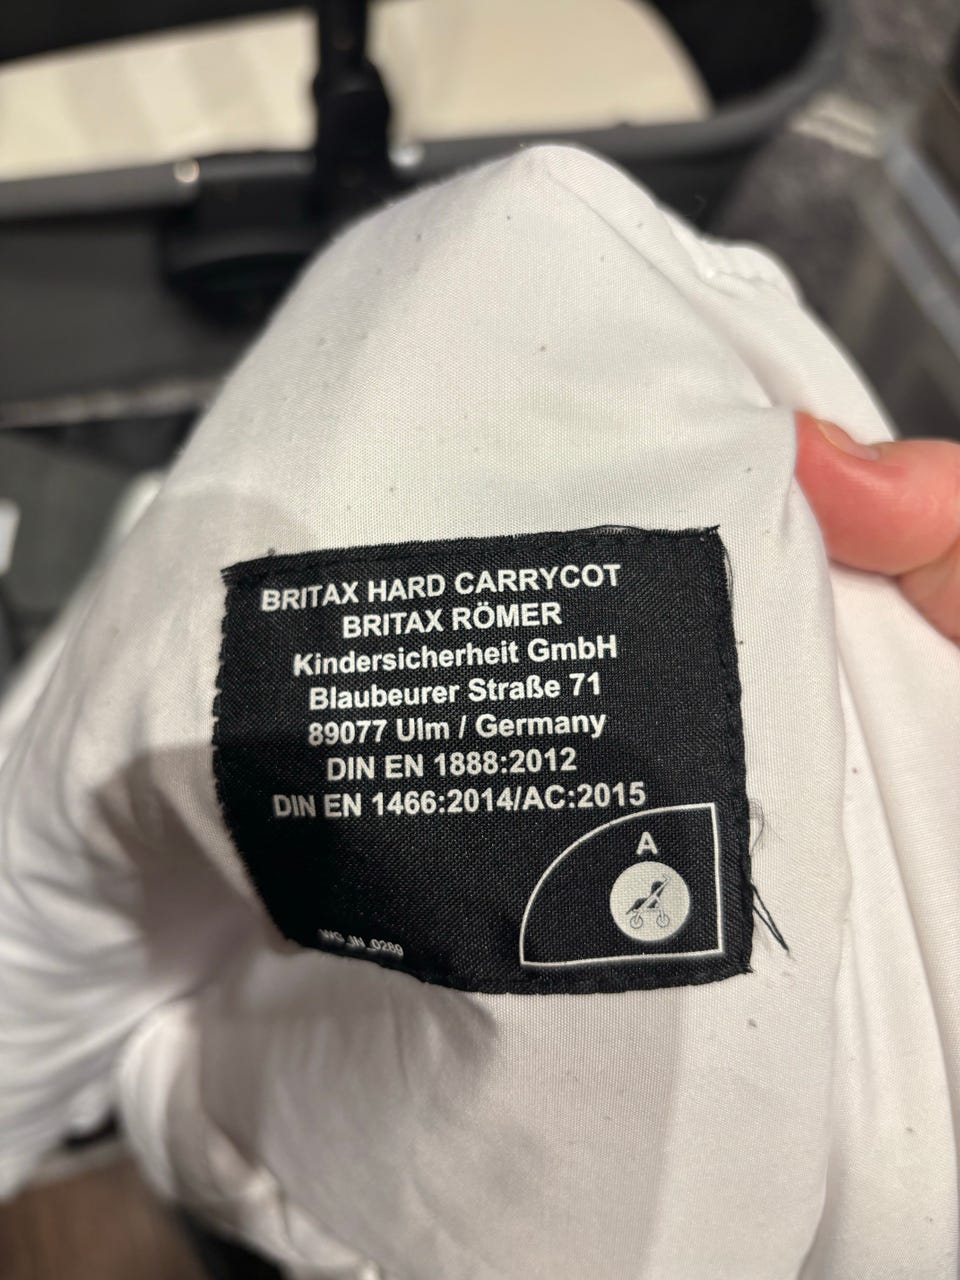 BRITAX HARD CARRYCOT
BRITAX RÖMER
Kindersicherheit GmbH
Blaubeurer Straße 71
89077 Ulm / Germany
DIN EN 1888:2012
DIN EN 1466:2014/AC:2015
A
WC_IN_0269